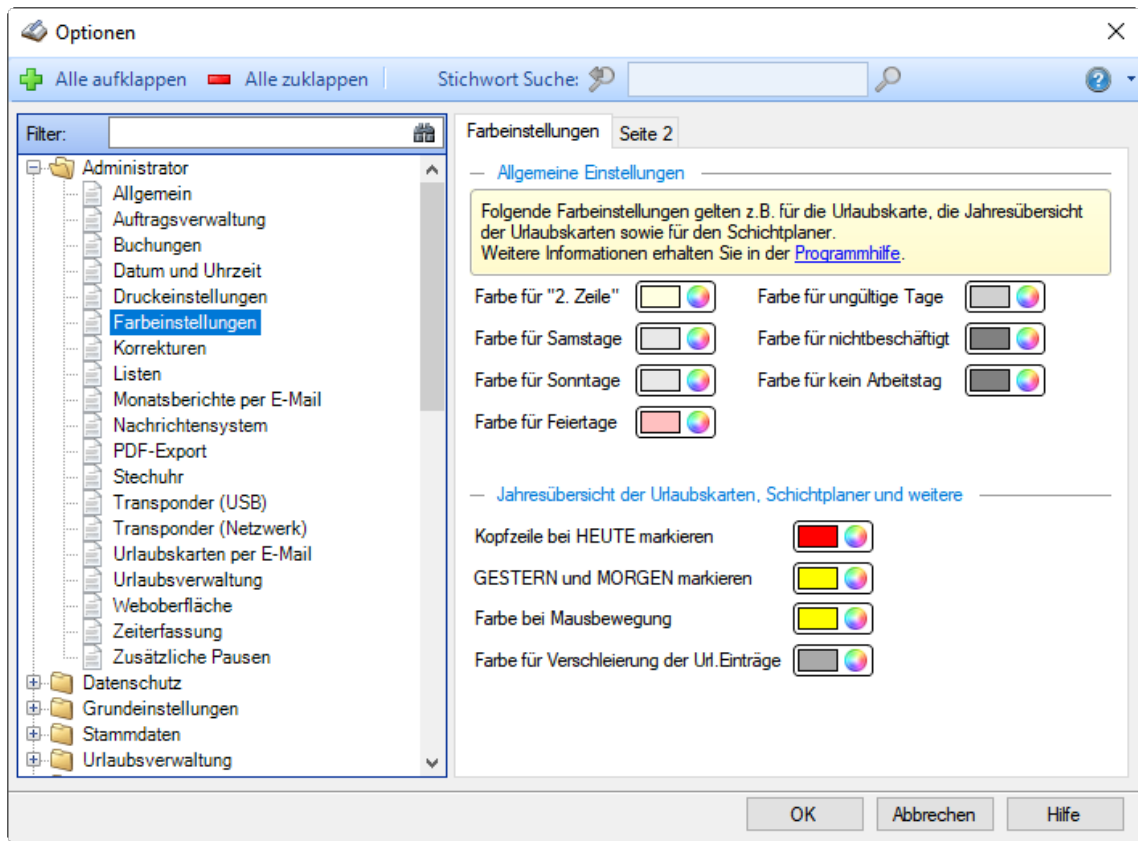 Optionen
Alle aufklappen Alle zuklappen Stichwort Suche:
Filter:
Administrator
Allgemein
Auftragsverwaltung
Buchungen
Datum und Uhrzeit
Druckeinstellungen
Farbeinstellungen
Korrekturen
Listen
Monatsberichte per E-Mail
Nachrichtensystem
PDF-Export
Stechuhr
Transponder (USB)
Transponder (Netzwerk)
Urlaubskarten per E-Mail
Urlaubsverwaltung
Weboberfläche
Zeiterfassung
Zusätzliche Pausen
Datenschutz
Grundeinstellungen
Stammdaten
Urlaubsverwaltung
Farbeinstellungen Seite 2
Allgemeine Einstellungen
Folgende Farbeinstellungen gelten z.B. für die Urlaubskarte, die Jahresübersicht
der Urlaubskarten sowie für den Schichtplaner.
Weitere Informationen erhalten Sie in der Programmhilfe.
Farbe für "2. Zeile" Farbe für ungültige Tage
Farbe für Samstage Farbe für nichtbeschäftigt
Farbe für Sonntage Farbe für kein Arbeitstag
Farbe für Feiertage
Jahresübersicht der Urlaubskarten, Schichtplaner und weitere
Kopfzeile bei HEUTE markieren
GESTERN und MORGEN markieren
Farbe bei Mausbewegung
Farbe für Verschleierung der Url.Einträge
OK Abbrechen Hilfe